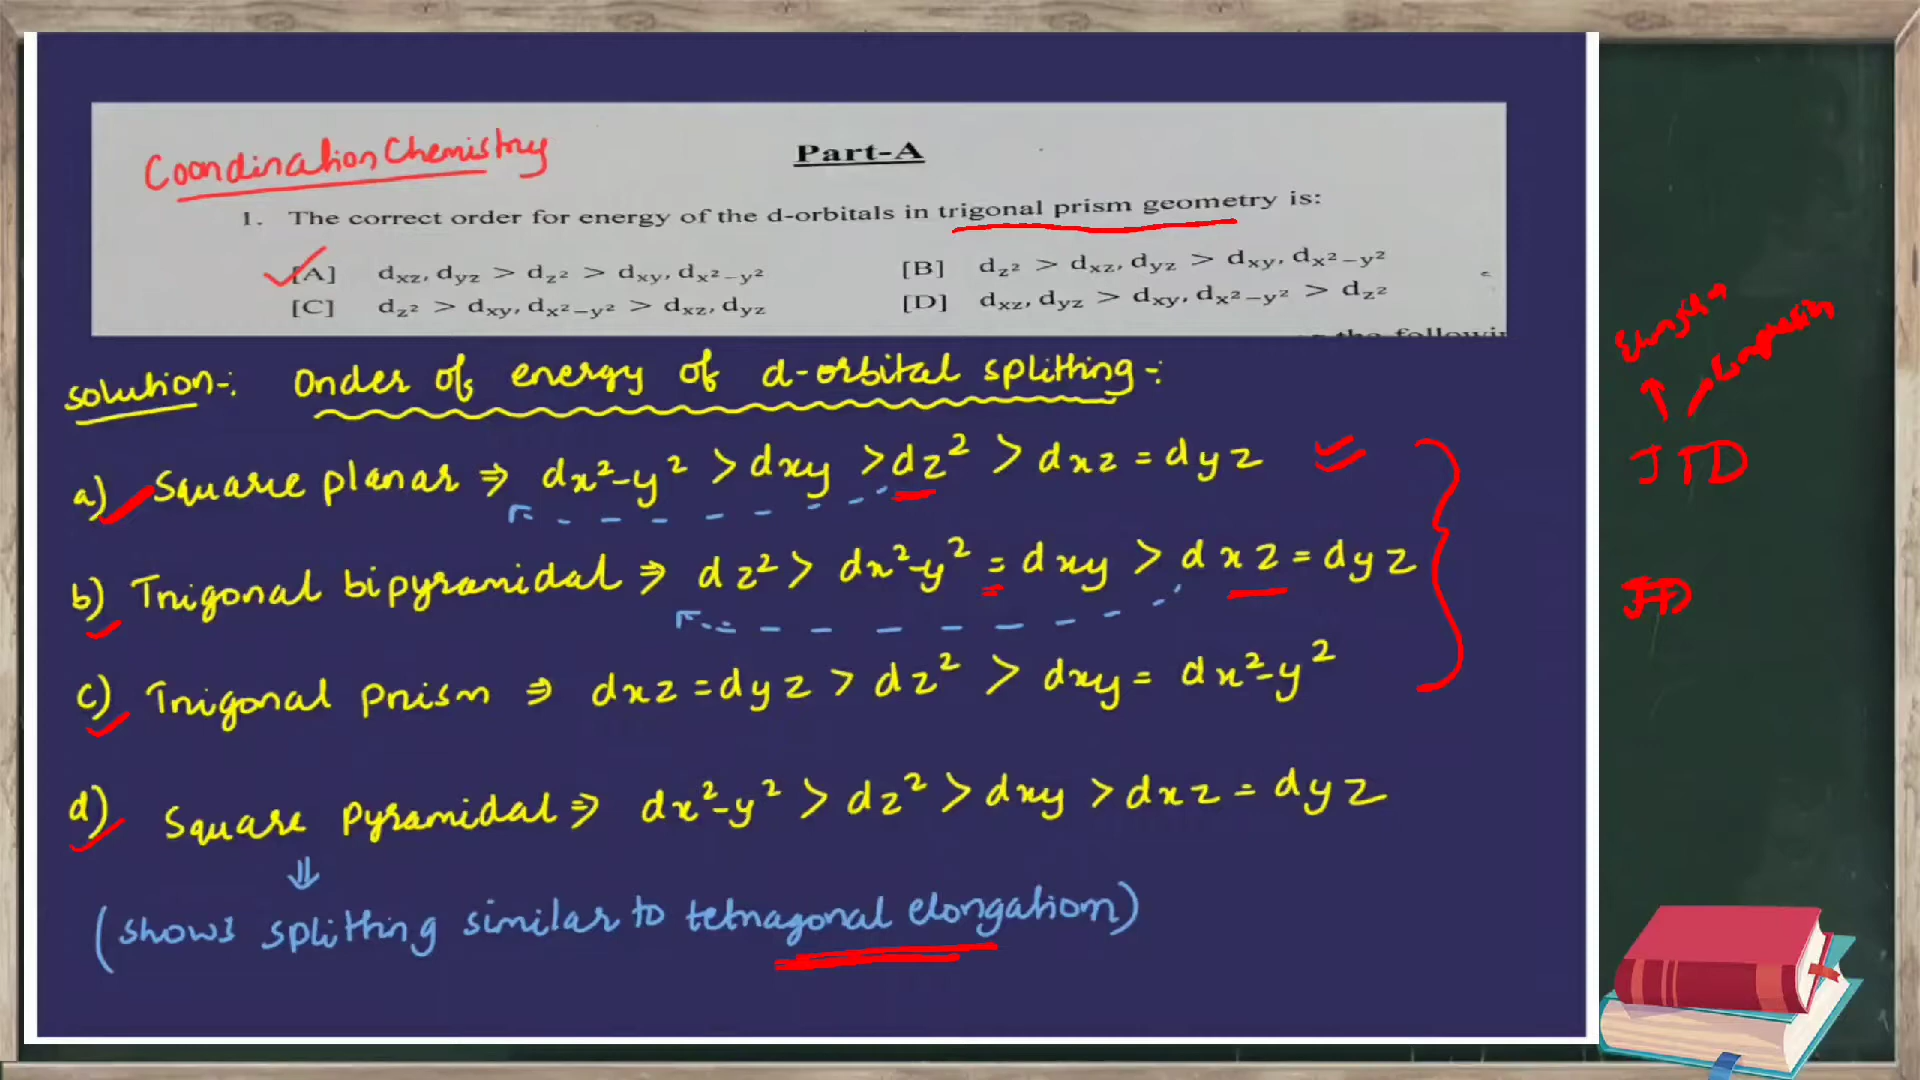 Coordination Chemistry
Part-A
1. The correct order for energy of the d-orbitals in trigonal prism geometry is:
[A] dxz, dyz > dz² > dxy, dx²−y²
[B] dz² > dxz, dyz > dxy, dx²−y²
[C] dz² > dxy, dx²−y² > dxz, dyz
[D] dxz, dyz > dxy, dx²−y² > dz²
the followin
solution-: Order of energy of d-orbital splitting-:
a) Square planar ⇒ dx²-y² > dxy > dz² > dxz = dyz
b) Trigonal bipyramidal ⇒ dz² > dx²-y² = dxy > dxz = dyz
c) Trigonal prism ⇒ dxz = dyz > dz² > dxy = dx²-y²
d) Square pyramidal ⇒ dx²-y² > dz² > dxy > dxz = dyz
⇓
(shows splitting similar to tetragonal elongation)
JTD